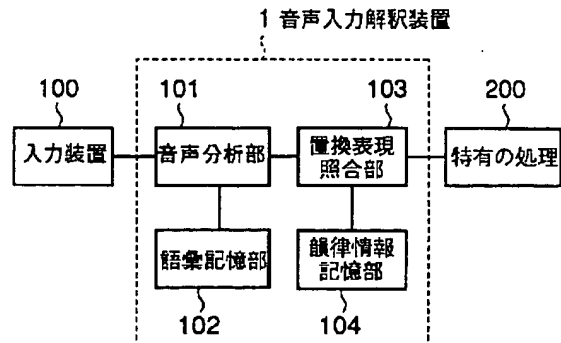 1 音声入力解釈装置
100
101
103
200
入力装置
音声分析部
置換表現
照合部
特有の処理
語彙記憶部
韻律情報
記憶部
102
104